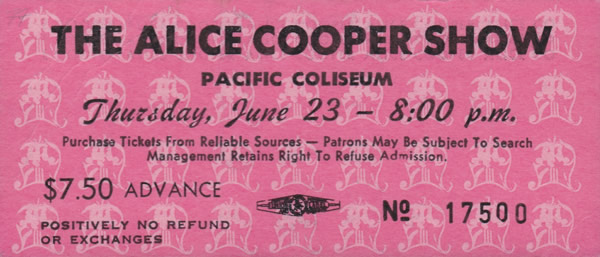 THE ALICE COOPER SHOW
PACIFIC COLISEUM
Thursday, June 23 – 8:00 p.m.
Purchase Tickets From Reliable Sources – Patrons May Be Subject To Search
Management Retains Right To Refuse Admission.
$7.50 ADVANCE
Nº 17500
POSITIVELY NO REFUND
OR EXCHANGES